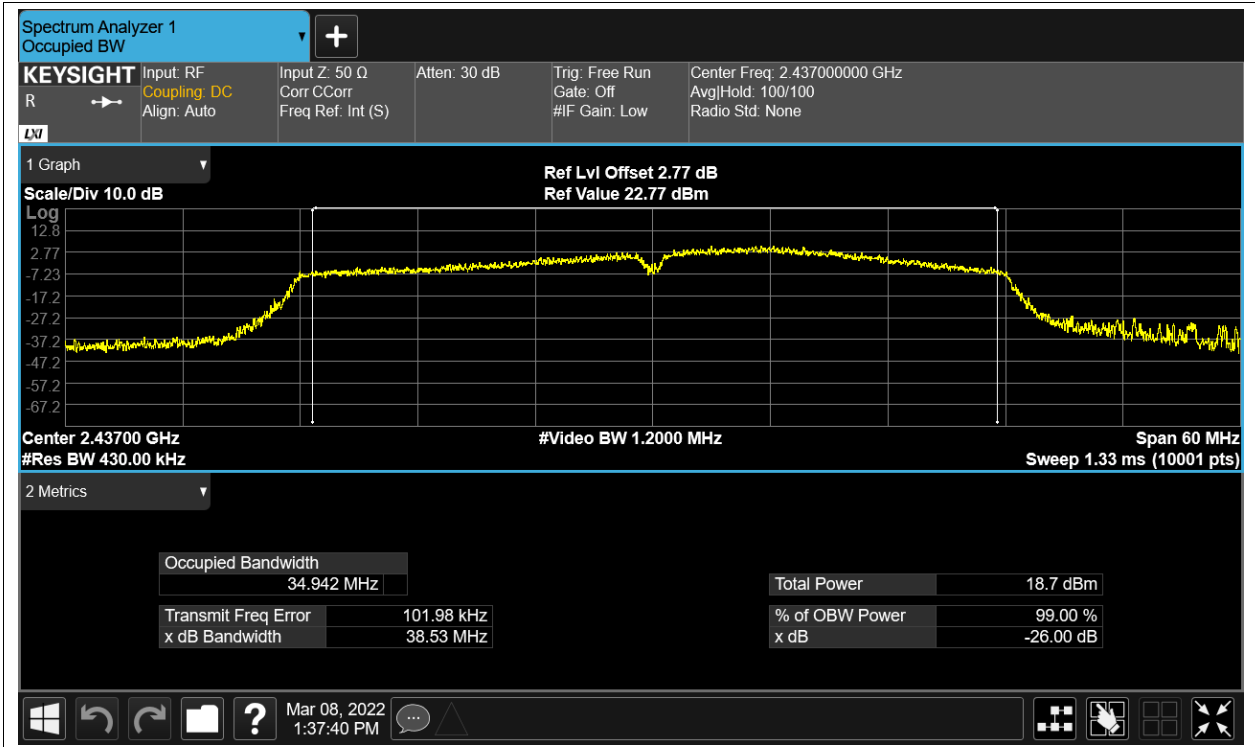 Spectrum Analyzer 1
Occupied BW
KEYSIGHT
R
LXI
Input: RF
Coupling: DC
Align: Auto
Input Z: 50 Ω
Corr CCorr
Freq Ref: Int (S)
Atten: 30 dB
Trig: Free Run
Gate: Off
#IF Gain: Low
Center Freq: 2.437000000 GHz
Avg|Hold: 100/100
Radio Std: None
1 Graph
Scale/Div 10.0 dB
Ref Lvl Offset 2.77 dB
Ref Value 22.77 dBm
Log
12.8
2.77
-7.23
-17.2
-27.2
-37.2
-47.2
-57.2
-67.2
Center 2.43700 GHz
#Video BW 1.2000 MHz
Span 60 MHz
#Res BW 430.00 kHz
Sweep 1.33 ms (10001 pts)
2 Metrics
Occupied Bandwidth
34.942 MHz
Transmit Freq Error 101.98 kHz
x dB Bandwidth 38.53 MHz
Total Power 18.7 dBm
% of OBW Power 99.00 %
x dB -26.00 dB
?
Mar 08, 2022
1:37:40 PM